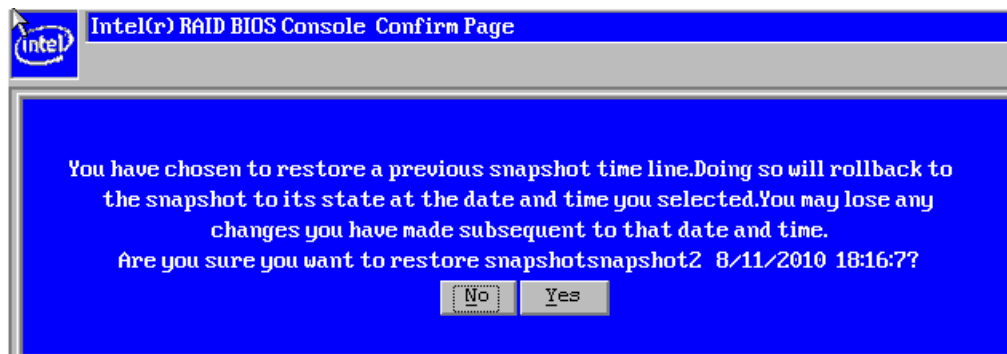 Intel(r) RAID BIOS Console Confirm Page
intel
You have chosen to restore a previous snapshot time line.Doing so will rollback to
the snapshot to its state at the date and time you selected.You may lose any
changes you have made subsequent to that date and time.
Are you sure you want to restore snapshotsnapshot2 8/11/2010 18:16:7?
No Yes